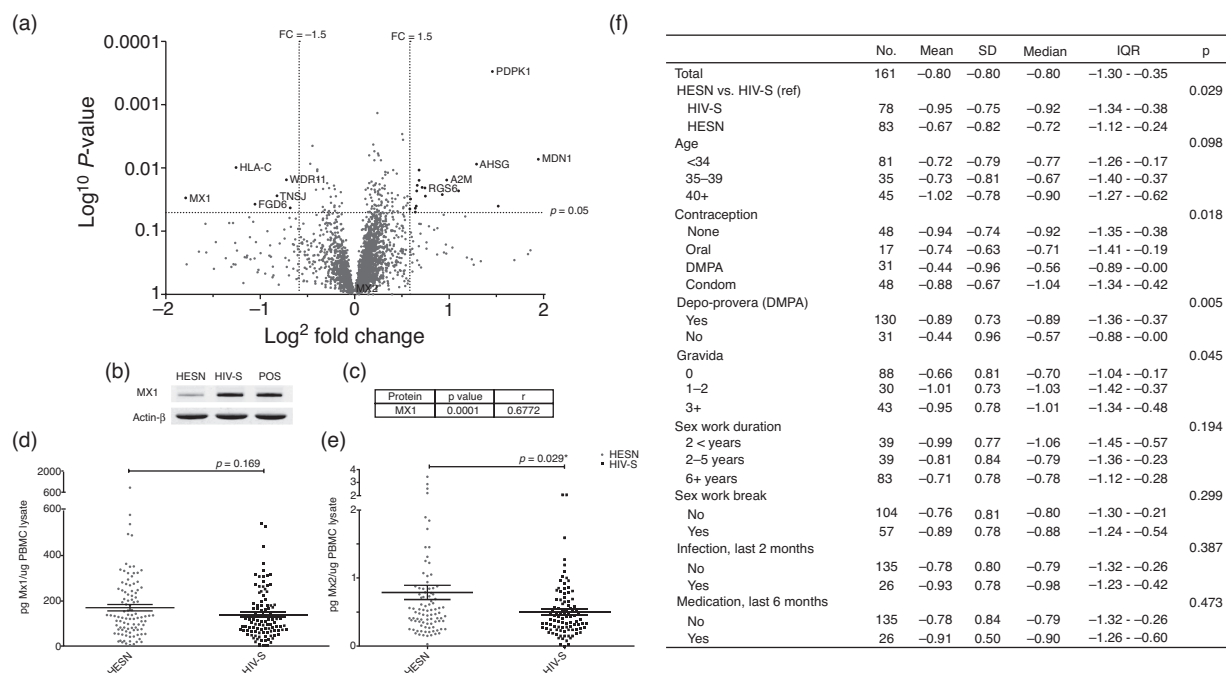 (a)
FC = –1.5
FC = 1.5
0.0001
0.001
0.01
0.1
1
Log¹⁰ P-value
PDPK1
MDN1
AHSG
A2M
RGS6
HLA-C
WDR11
TNSJ
MX1
FGD6
MX2
p = 0.05
–2
–1
0
1
2
Log² fold change
(b)
HESN HIV-S POS
MX1
Actin-β
(c)
Protein p value r
MX1 0.0001 0.6772
(d)
p = 0.169
2000
600
600
400
200
0
pg Mx1/ug PBMC lysate
HESN
HIV-S
(e)
p = 0.029*
HESN
HIV-S
4
3
2
2
1
0
pg Mx2/ug PBMC lysate
HESN
HIV-S
(f)
No. Mean SD Median IQR p
Total 161 –0.80 –0.80 –0.80 –1.30 - –0.35
HESN vs. HIV-S (ref) 0.029
HIV-S 78 –0.95 –0.75 –0.92 –1.34 - –0.38
HESN 83 –0.67 –0.82 –0.72 –1.12 - –0.24
Age 0.098
<34 81 –0.72 –0.79 –0.77 –1.26 - –0.17
35–39 35 –0.73 –0.81 –0.67 –1.40 - –0.37
40+ 45 –1.02 –0.78 –0.90 –1.27 - –0.62
Contraception 0.018
None 48 –0.94 –0.74 –0.92 –1.35 - –0.38
Oral 17 –0.74 –0.63 –0.71 –1.41 - –0.19
DMPA 31 –0.44 –0.96 –0.56 –0.89 - –0.00
Condom 48 –0.88 –0.67 –1.04 –1.34 - –0.42
Depo-provera (DMPA) 0.005
Yes 130 –0.89 0.73 –0.89 –1.36 - –0.37
No 31 –0.44 0.96 –0.57 –0.88 - –0.00
Gravida 0.045
0 88 –0.66 0.81 –0.70 –1.04 - –0.17
1–2 30 –1.01 0.73 –1.03 –1.42 - –0.37
3+ 43 –0.95 0.78 –1.01 –1.34 - –0.48
Sex work duration 0.194
2 < years 39 –0.99 0.77 –1.06 –1.45 - –0.57
2–5 years 39 –0.81 0.84 –0.79 –1.36 - –0.23
6+ years 83 –0.71 0.78 –0.78 –1.12 - –0.28
Sex work break 0.299
No 104 –0.76 0.81 –0.80 –1.30 - –0.21
Yes 57 –0.89 0.78 –0.88 –1.24 - –0.54
Infection, last 2 months 0.387
No 135 –0.78 0.80 –0.79 –1.32 - –0.26
Yes 26 –0.93 0.78 –0.98 –1.23 - –0.42
Medication, last 6 months 0.473
No 135 –0.78 0.84 –0.79 –1.32 - –0.26
Yes 26 –0.91 0.50 –0.90 –1.26 - –0.60